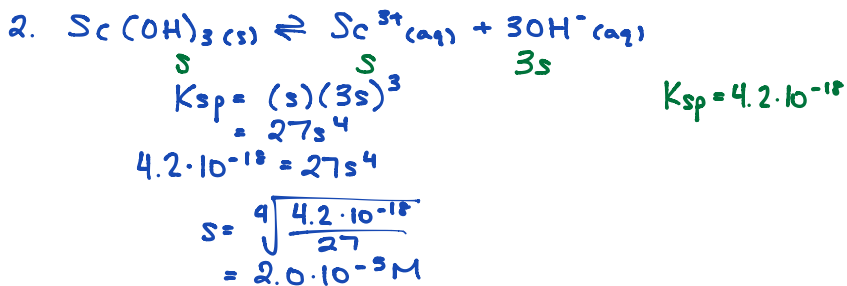 2. Sc(OH)₃ (s) ⇌ Sc³⁺ (aq) + 3OH⁻ (aq)
s s 3s
Ksp = (s)(3s)³ Ksp = 4.2·10⁻¹⁸
= 27s⁴
4.2·10⁻¹⁸ = 27s⁴
s = ⁴√(4.2·10⁻¹⁸/27)
= 2.0·10⁻⁵ M